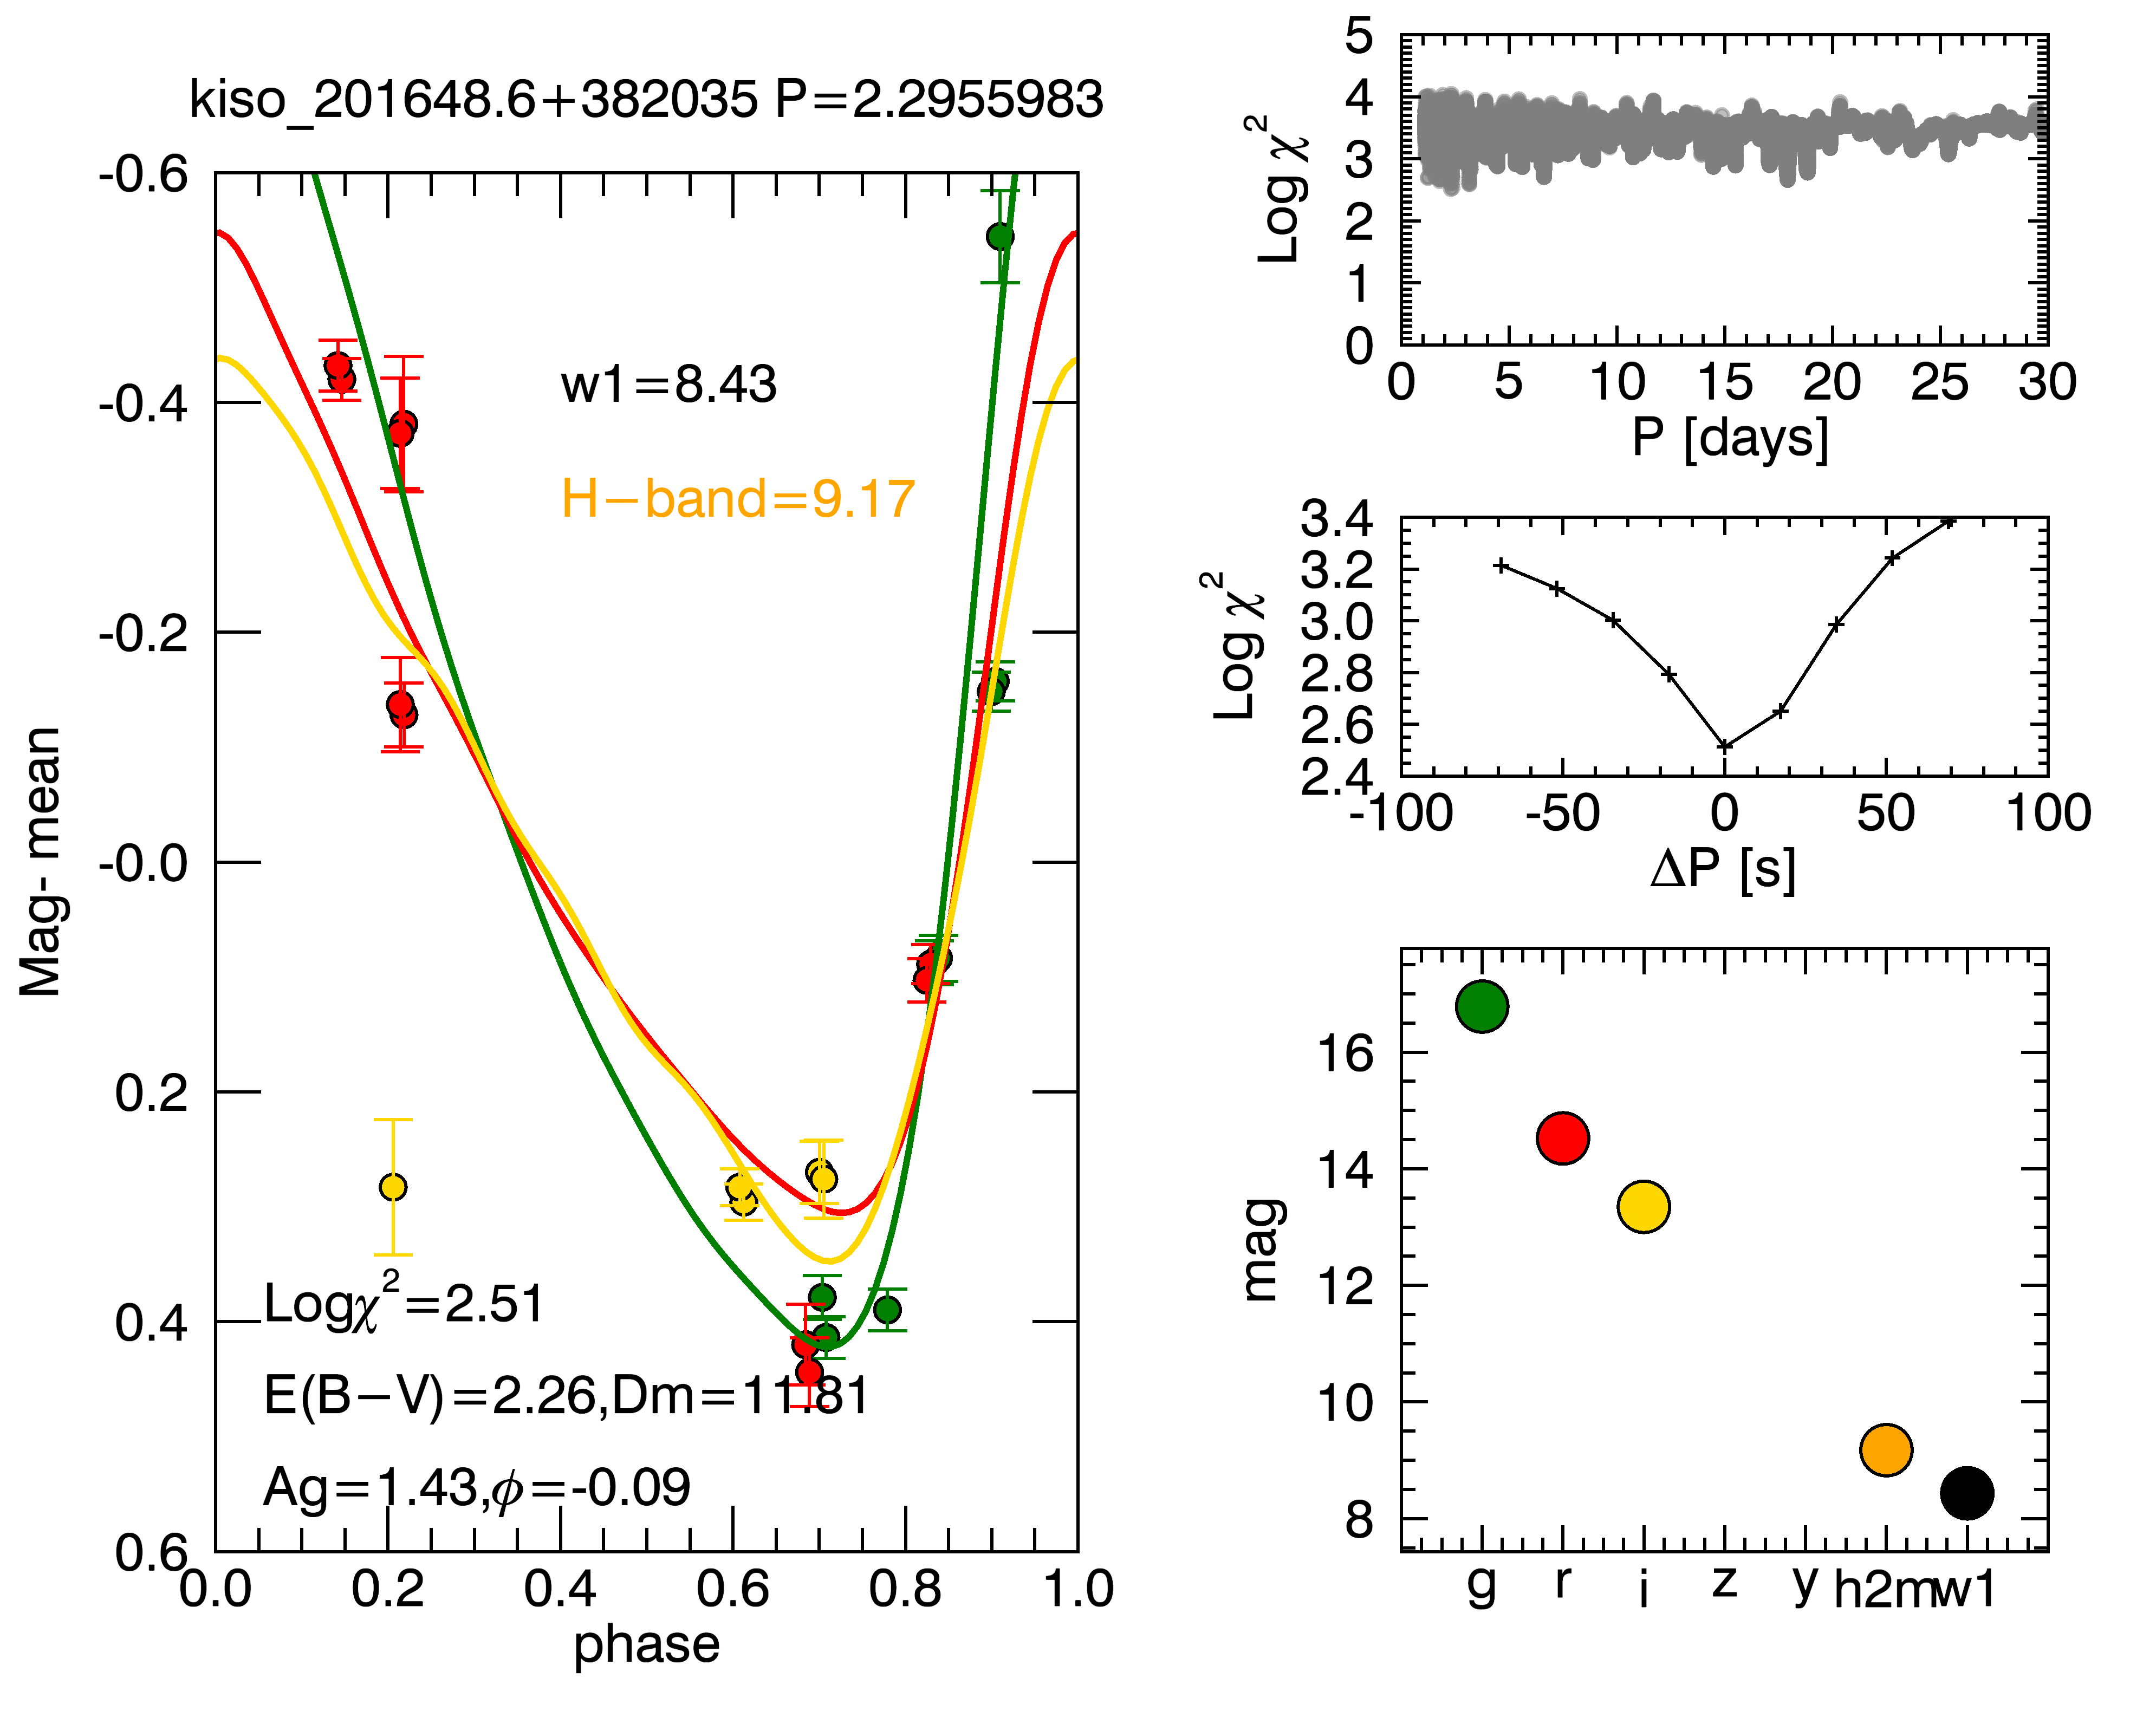 kiso_201648.6+382035 P=2.2955983
-0.6
-0.4
-0.2
-0.0
0.2
0.4
0.6
Mag- mean
w1=8.43
H−band=9.17
Logχ²=2.51
E(B−V)=2.26,Dm=11.81
Ag=1.43,ϕ=-0.09
0.0 0.2 0.4 0.6 0.8 1.0
phase
5
4
3
2
1
0
Log χ²
0 5 10 15 20 25 30
P [days]
3.4
3.2
3.0
2.8
2.6
2.4
Log χ²
-100 -50 0 50 100
ΔP [s]
16
14
12
10
8
mag
g r i z y h2mw1